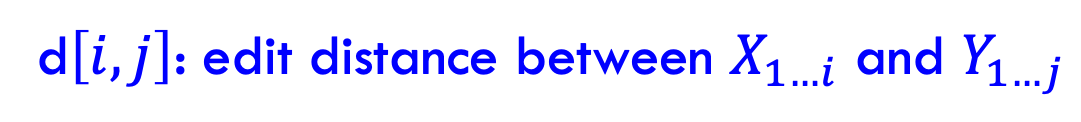 d[i, j]: edit distance between X₁…ᵢ and Y₁…ⱼ